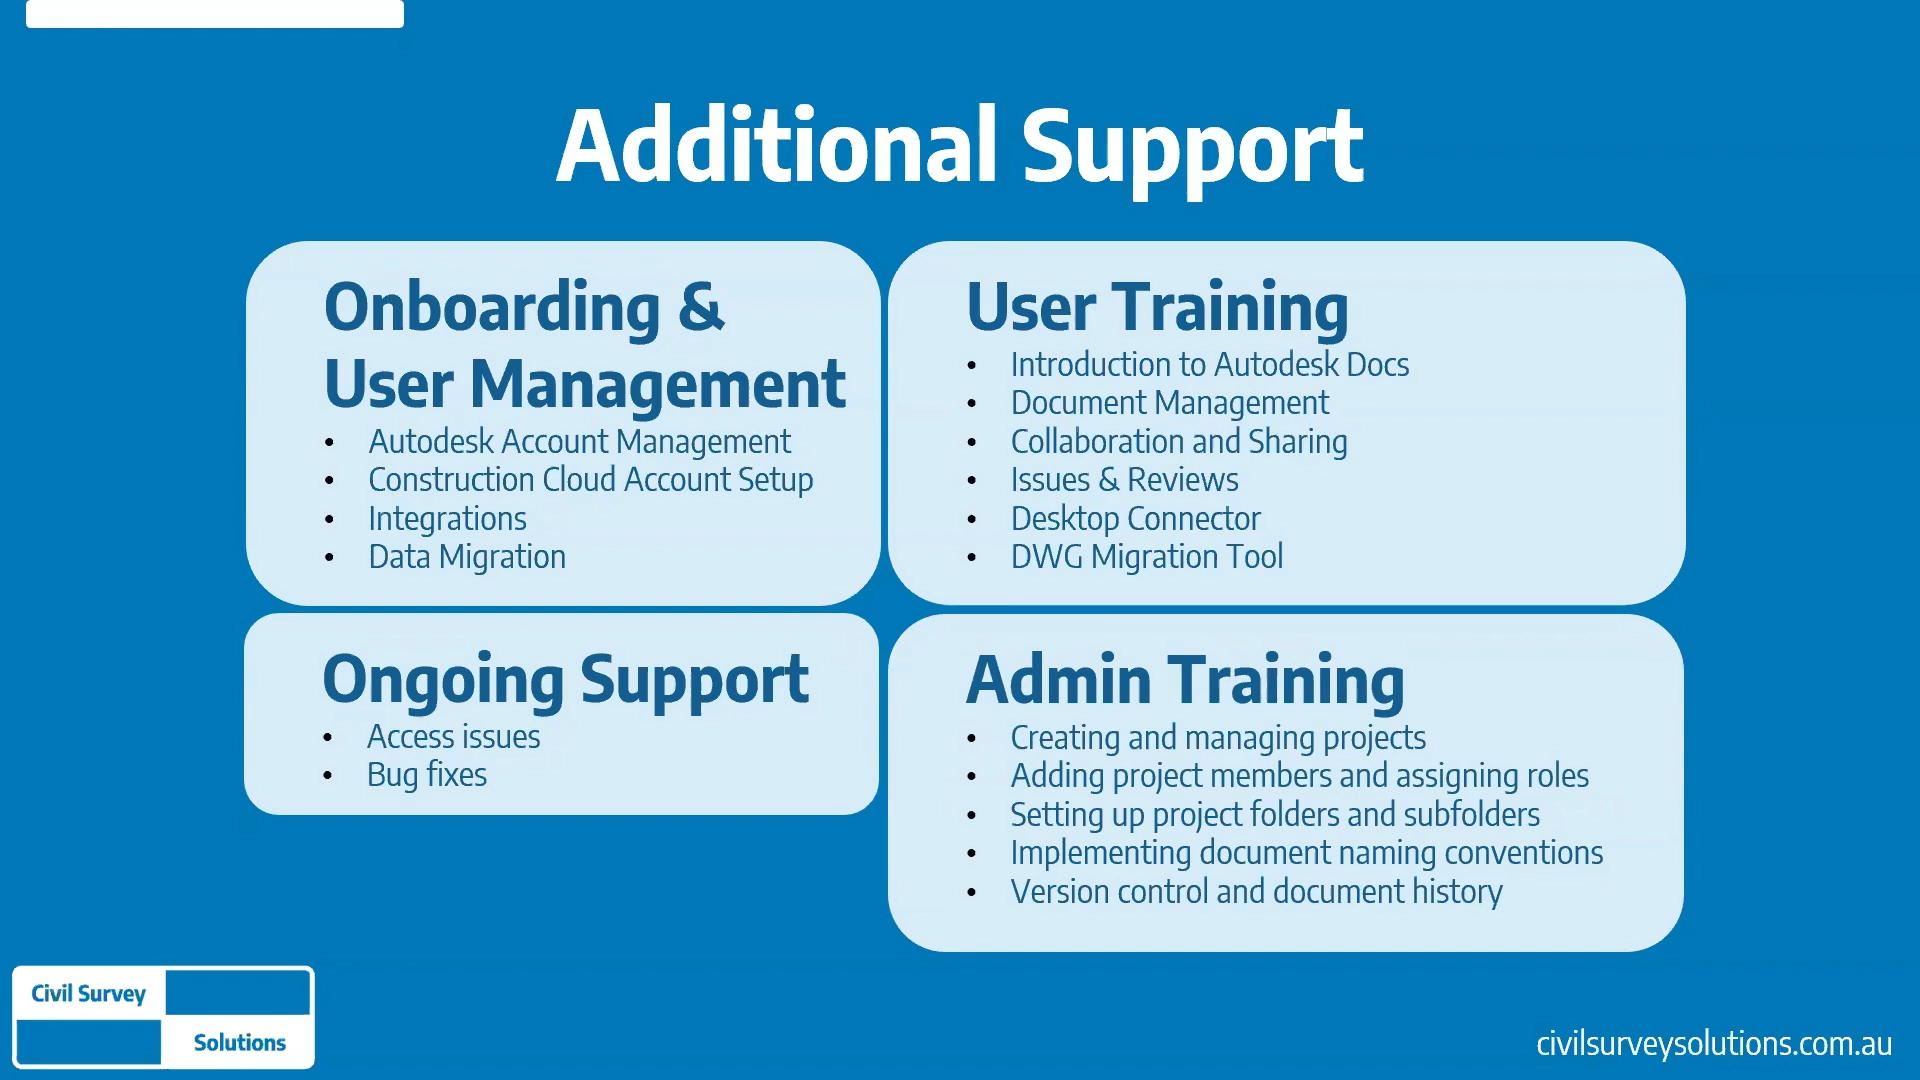 Additional Support
Onboarding &
User Management
• Autodesk Account Management
• Construction Cloud Account Setup
• Integrations
• Data Migration
User Training
• Introduction to Autodesk Docs
• Document Management
• Collaboration and Sharing
• Issues & Reviews
• Desktop Connector
• DWG Migration Tool
Ongoing Support
• Access issues
• Bug fixes
Admin Training
• Creating and managing projects
• Adding project members and assigning roles
• Setting up project folders and subfolders
• Implementing document naming conventions
• Version control and document history
Civil Survey
Solutions
civilsurveysolutions.com.au